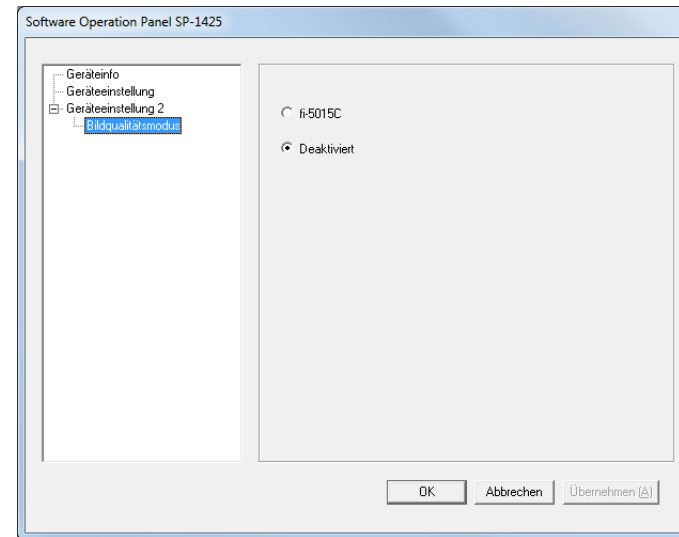 Software Operation Panel SP-1425
Geräteinfo
Geräteeinstellung
Geräteeinstellung 2
Bildqualitätsmodus
fi-5015C
Deaktiviert
OK
Abbrechen
Übernehmen (A)